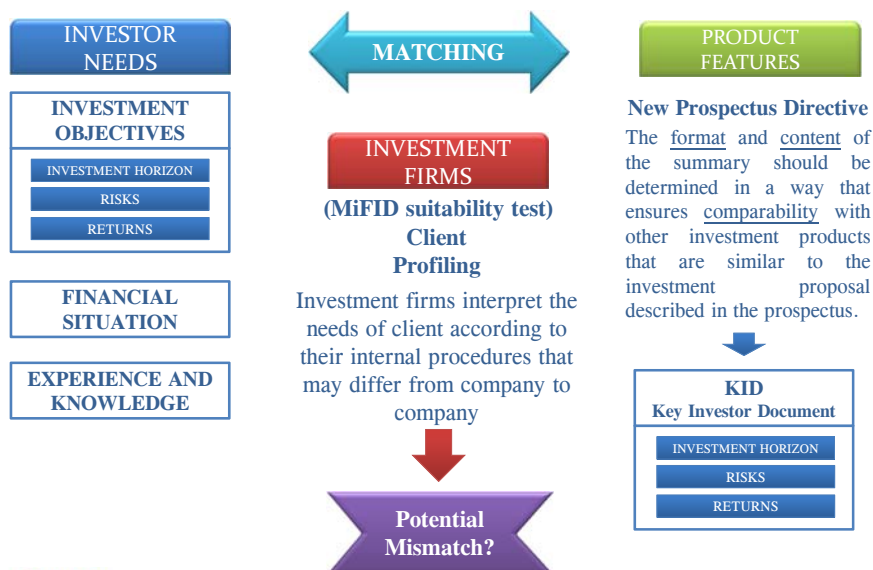 INVESTOR
NEEDS
INVESTMENT
OBJECTIVES
INVESTMENT HORIZON
RISKS
RETURNS
FINANCIAL
SITUATION
EXPERIENCE AND
KNOWLEDGE
MATCHING
INVESTMENT
FIRMS
(MiFID suitability test)
Client
Profiling
Investment firms interpret the
needs of client according to
their internal procedures that
may differ from company to
company
Potential
Mismatch?
PRODUCT
FEATURES
New Prospectus Directive
The format and content of
the summary should be
determined in a way that
ensures comparability with
other investment products
that are similar to the
investment proposal
described in the prospectus.
KID
Key Investor Document
INVESTMENT HORIZON
RISKS
RETURNS